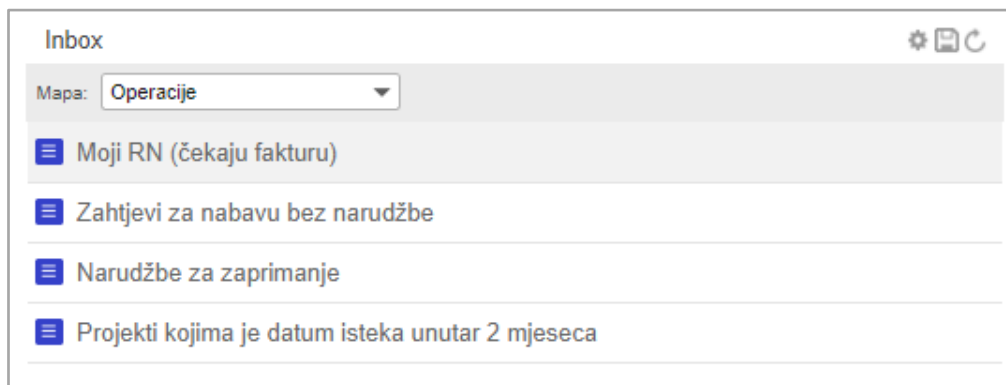 Inbox
Mapa: Operacije
Moji RN (čekaju fakturu)
Zahtjevi za nabavu bez narudžbe
Narudžbe za zaprimanje
Projekti kojima je datum isteka unutar 2 mjeseca